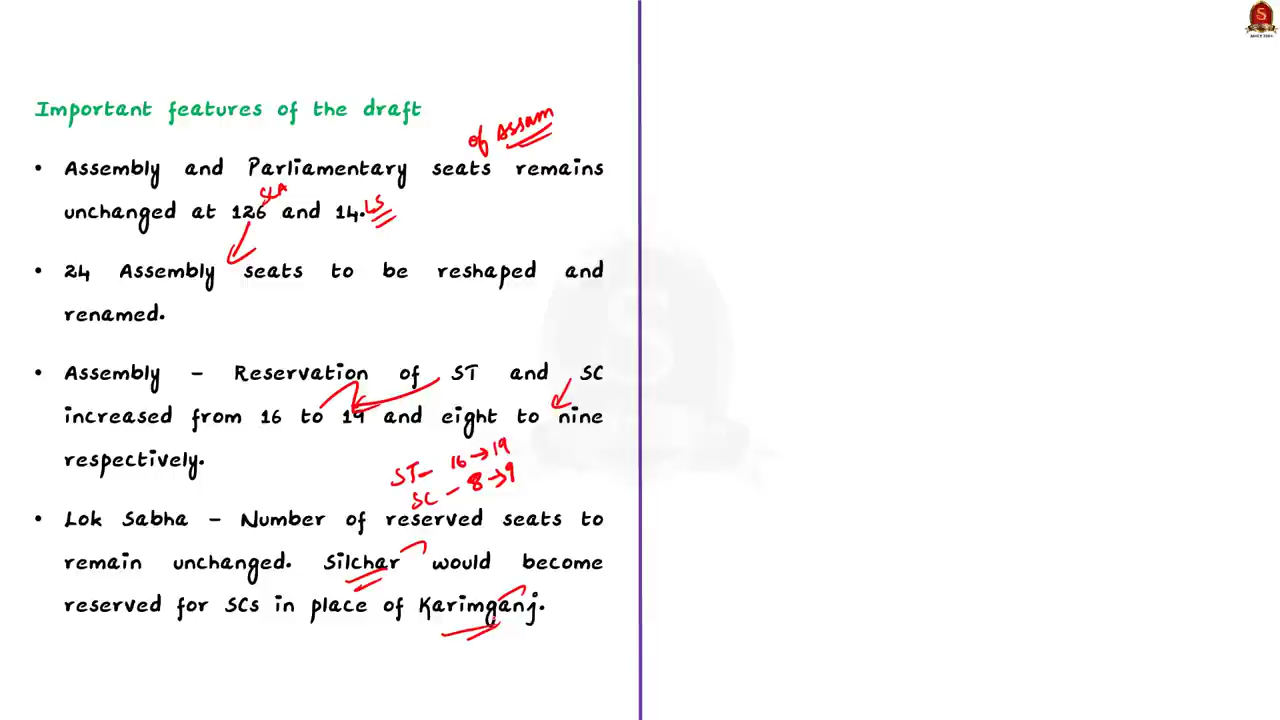 Important features of the draft
of Assam
• Assembly and Parliamentary seats remains
SLA
unchanged at 126 and 14. LS
• 24 Assembly seats to be reshaped and
renamed.
• Assembly - Reservation of ST and SC
increased from 16 to 19 and eight to nine
respectively.
ST- 16→19
SC - 8→9
• Lok Sabha - Number of reserved seats to
remain unchanged. Silchar would become
reserved for SCs in place of Karimganj.
S